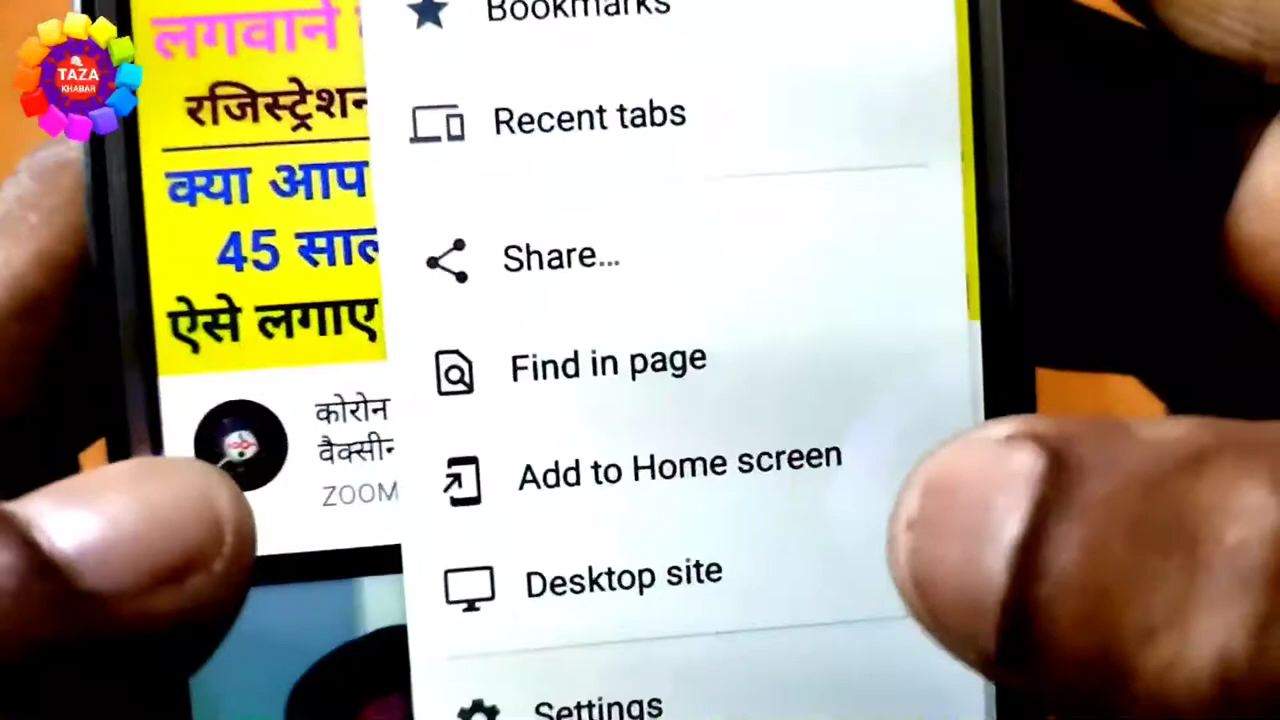 TAZA
KHABAR
लगवाने
रजिस्ट्रेशन
क्या आप
45 साल
ऐसे लगाए
कोरोन
वैक्सीन
ZOOM
Bookmarks
Recent tabs
Share...
Find in page
Add to Home screen
Desktop site
Settings